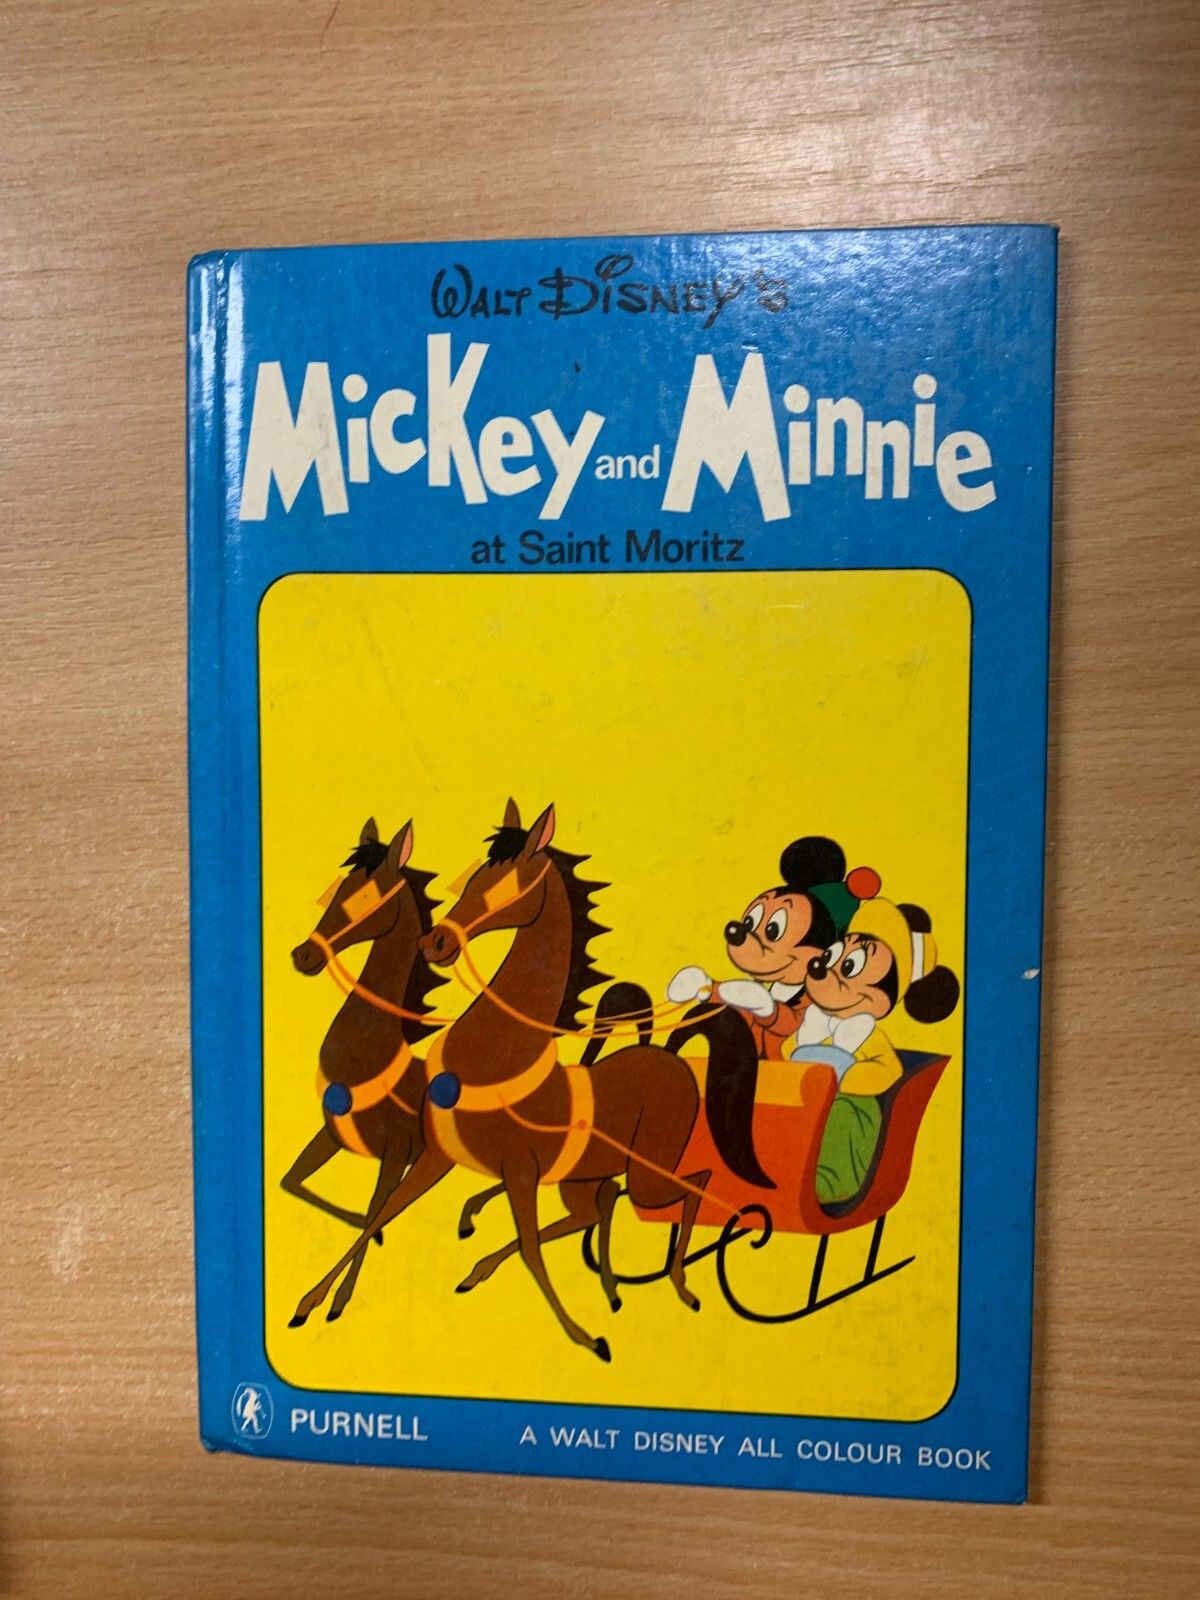 WALT DISNEY'S
Mickey and Minnie
at Saint Moritz
PURNELL A WALT DISNEY ALL COLOUR BOOK